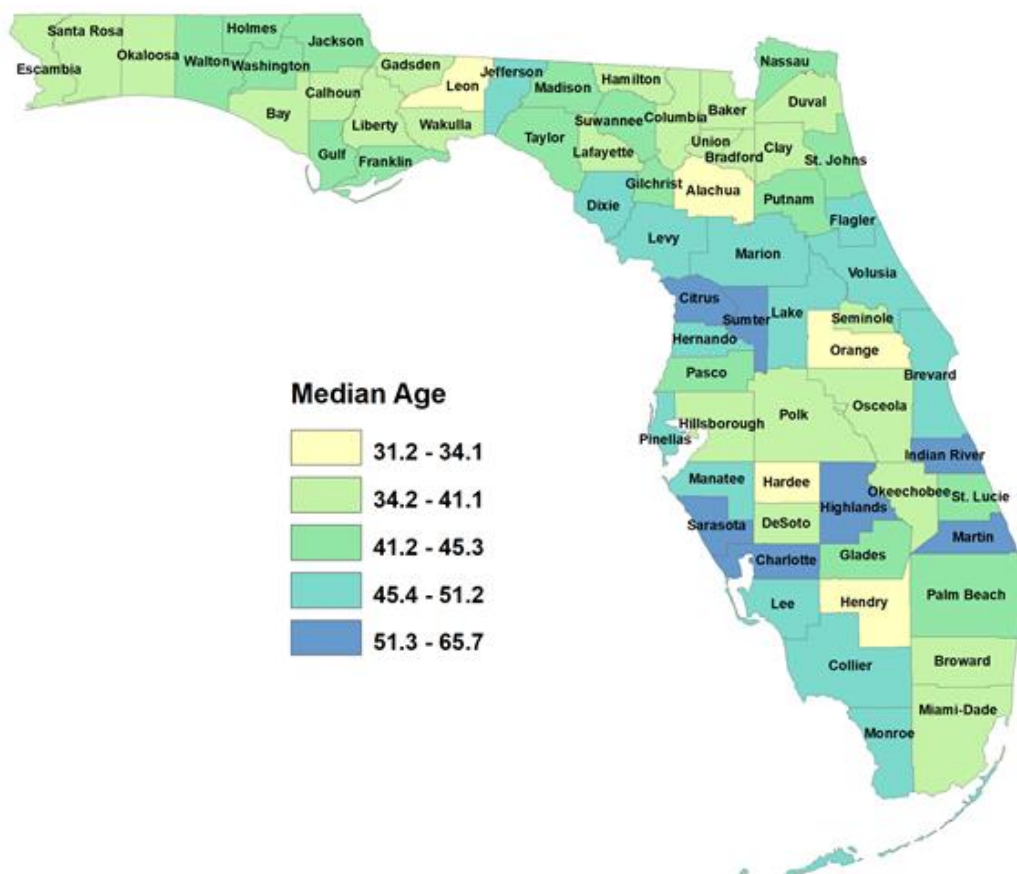 Santa Rosa
Holmes
Jackson
Escambia
Okaloosa
Walton
Washington
Gadsden
Leon
Jefferson
Madison
Hamilton
Nassau
Calhoun
Bay
Liberty
Wakulla
Taylor
Suwannee
Columbia
Baker
Duval
Gulf
Franklin
Lafayette
Union
Bradford
Clay
St. Johns
Dixie
Gilchrist
Alachua
Putnam
Flagler
Levy
Marion
Volusia
Citrus
Sumter
Lake
Seminole
Hernando
Orange
Pasco
Brevard
Median Age
31.2 - 34.1
34.2 - 41.1
41.2 - 45.3
45.4 - 51.2
51.3 - 65.7
Pinellas
Hillsborough
Polk
Osceola
Indian River
Manatee
Hardee
Highlands
Okeechobee
St. Lucie
Sarasota
DeSoto
Martin
Charlotte
Glades
Lee
Hendry
Palm Beach
Collier
Broward
Miami-Dade
Monroe